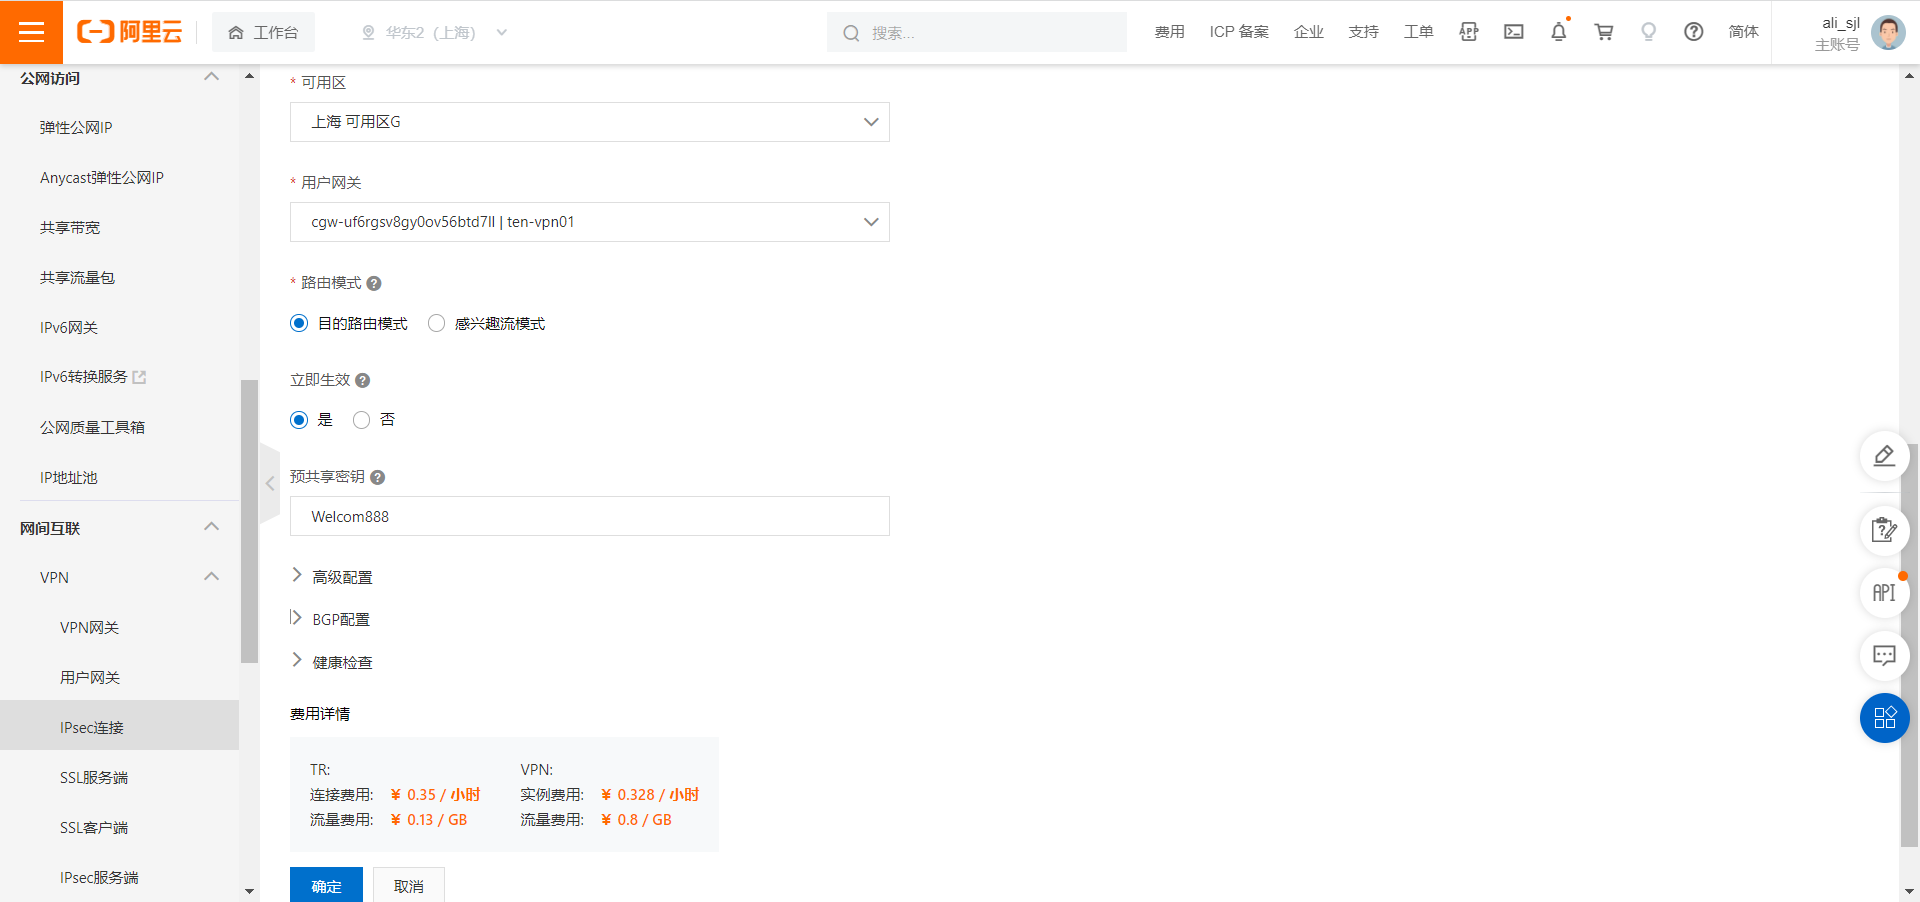 阿里云
工作台
华东2（上海）
搜索...
费用
ICP 备案
企业
支持
工单
APP
简体
ali_sjl
主账号
公网访问
弹性公网IP
Anycast弹性公网IP
共享带宽
共享流量包
IPv6网关
IPv6转换服务
公网质量工具箱
IP地址池
网间互联
VPN
VPN网关
用户网关
IPsec连接
SSL服务端
SSL客户端
IPsec服务端
* 可用区
上海 可用区G
* 用户网关
cgw-uf6rgsv8gy0ov56btd7ll | ten-vpn01
* 路由模式
目的路由模式
感兴趣流模式
立即生效
是
否
预共享密钥
Welcom888
高级配置
BGP配置
健康检查
费用详情
TR:
连接费用: ¥ 0.35 / 小时
流量费用: ¥ 0.13 / GB
VPN:
实例费用: ¥ 0.328 / 小时
流量费用: ¥ 0.8 / GB
确定
取消
API